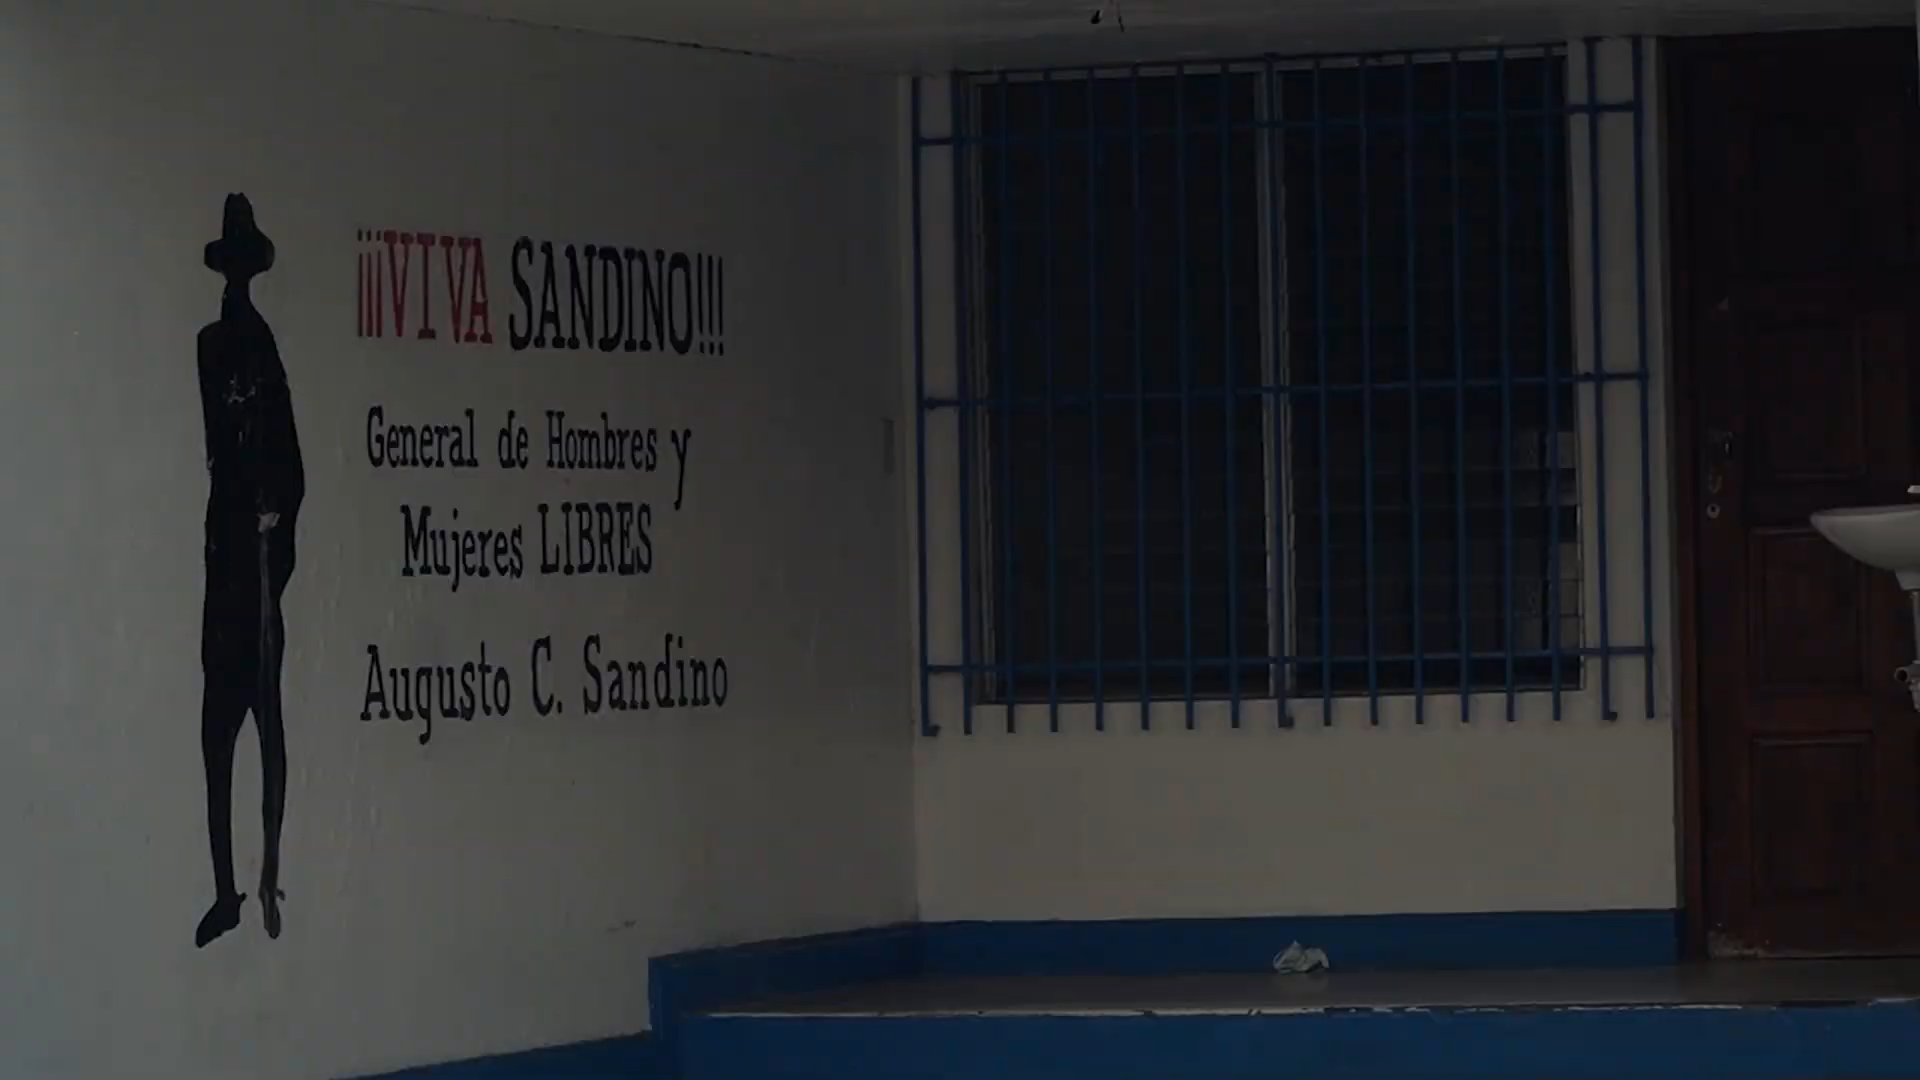 ¡¡¡VIVA SANDINO!!!
General de Hombres y
Mujeres LIBRES
Augusto C. Sandino